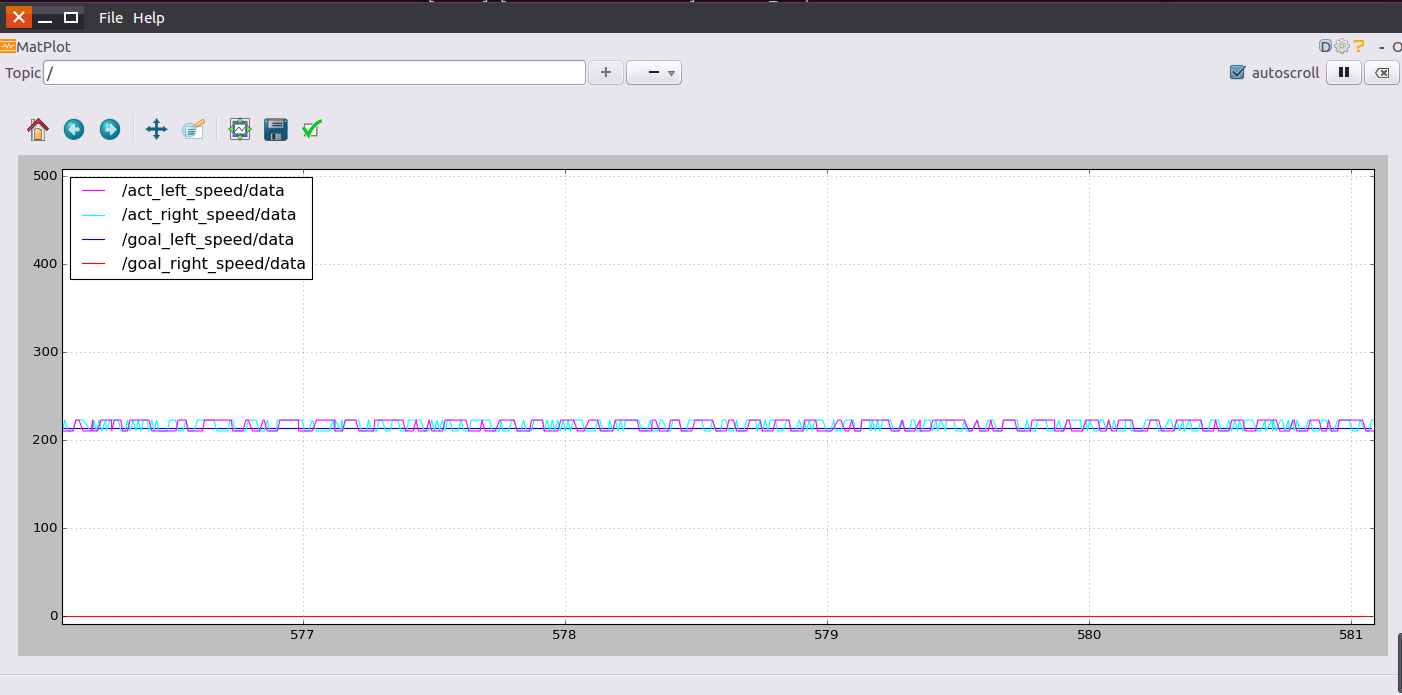 File Help
MatPlot
D
Topic /
autoscroll
500
400
300
200
100
0
/act_left_speed/data
/act_right_speed/data
/goal_left_speed/data
/goal_right_speed/data
577 578 579 580 581